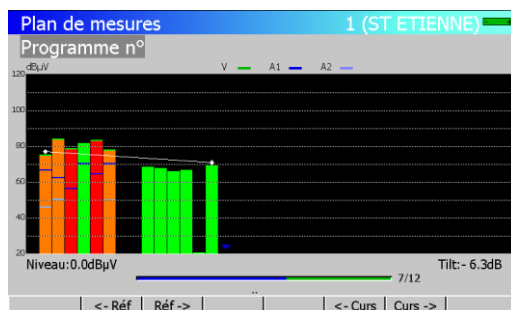 Plan de mesures 1 (ST ETIENNE)
Programme n°
dBµV V A1 A2
120
100
80
60
40
20
Niveau:0.0dBµV Tilt:- 6.3dB
7/12
..
<- Réf Réf -> <- Curs Curs ->